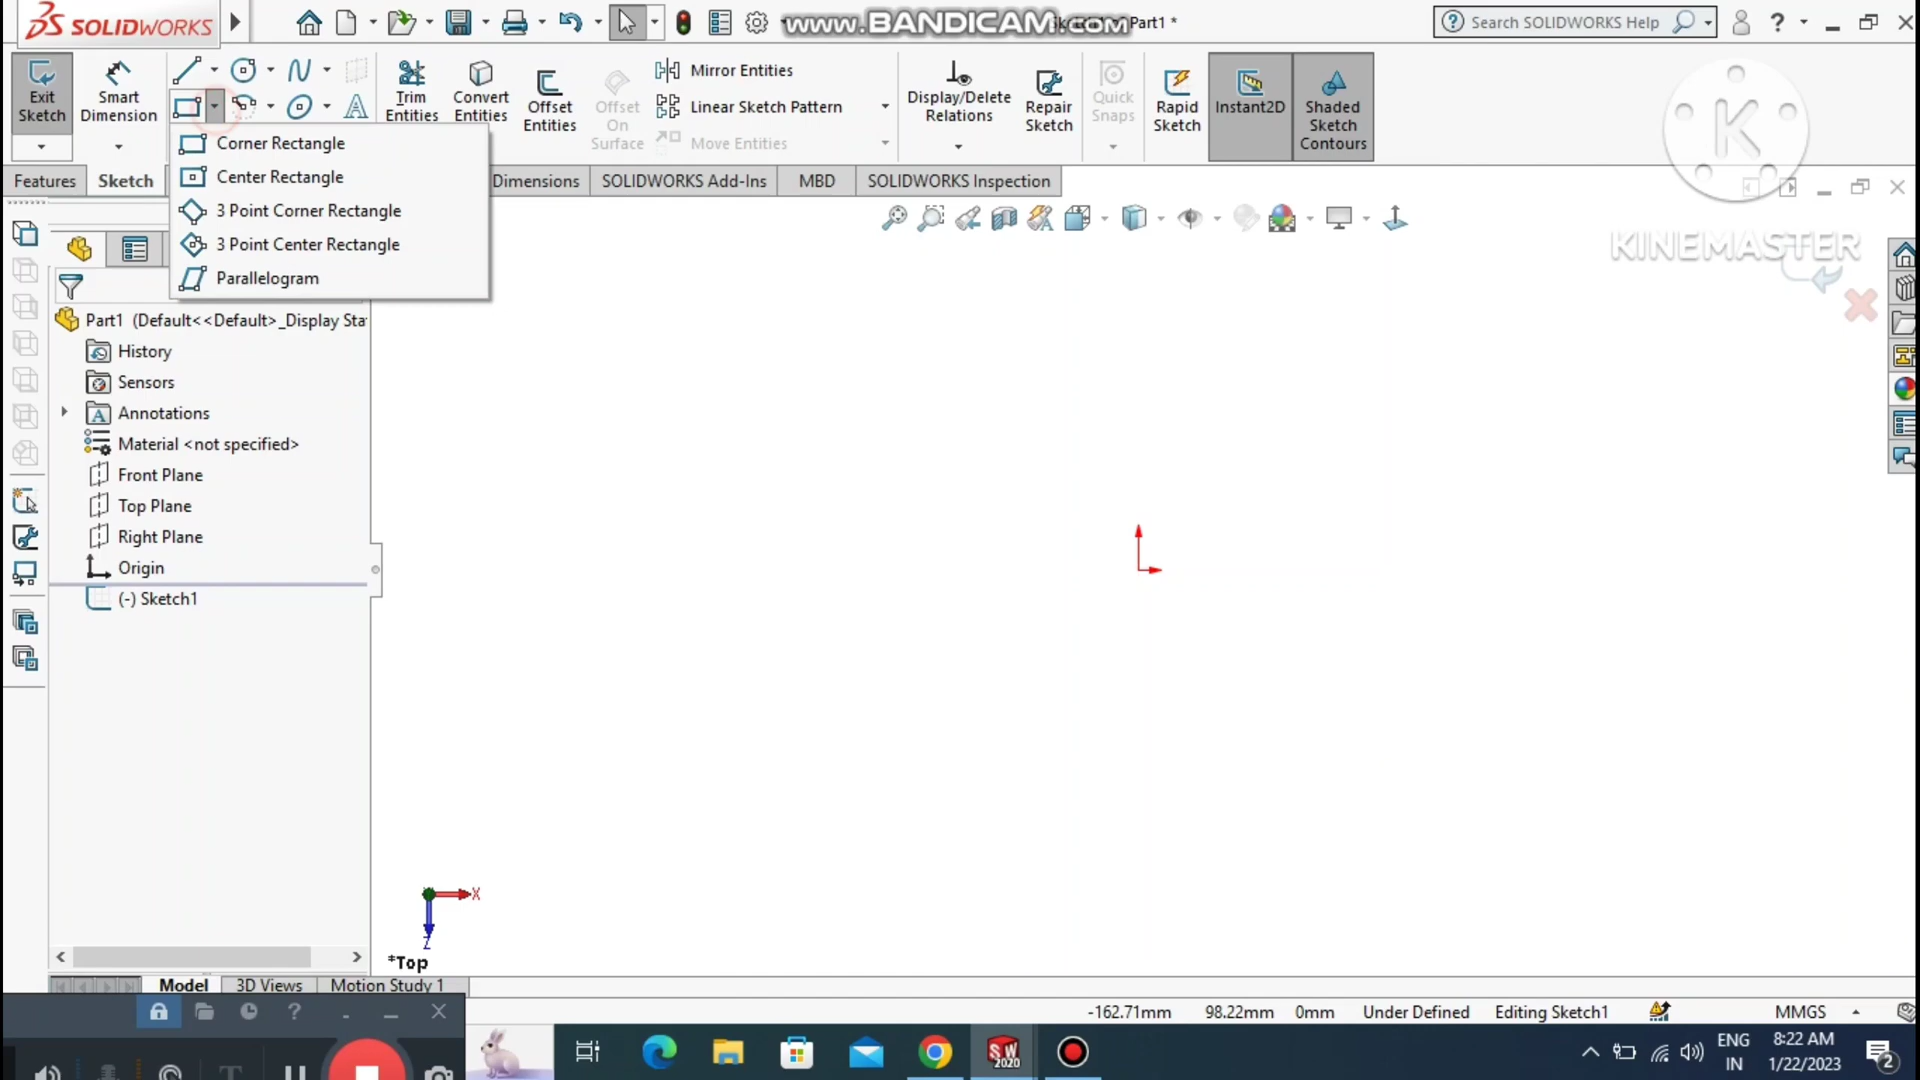 SOLIDWORKS
www.BANDICAM.com
Part1 *
Search SOLIDWORKS Help
Exit Sketch
Smart Dimension
Trim Entities
Convert Entities
Offset Entities
Offset On Surface
Mirror Entities
Linear Sketch Pattern
Move Entities
Display/Delete Relations
Repair Sketch
Quick Snaps
Rapid Sketch
Instant2D
Shaded Sketch Contours
Corner Rectangle
Center Rectangle
3 Point Corner Rectangle
3 Point Center Rectangle
Parallelogram
Features
Sketch
Dimensions
SOLIDWORKS Add-Ins
MBD
SOLIDWORKS Inspection
K
KINEMASTER
Part1 (Default<<Default>_Display Sta
History
Sensors
Annotations
Material <not specified>
Front Plane
Top Plane
Right Plane
Origin
(-) Sketch1
X
Z
*Top
Model
3D Views
Motion Study 1
-162.71mm
98.22mm
0mm
Under Defined
Editing Sketch1
MMGS
SW 2020
ENG
IN
8:22 AM
1/22/2023
2